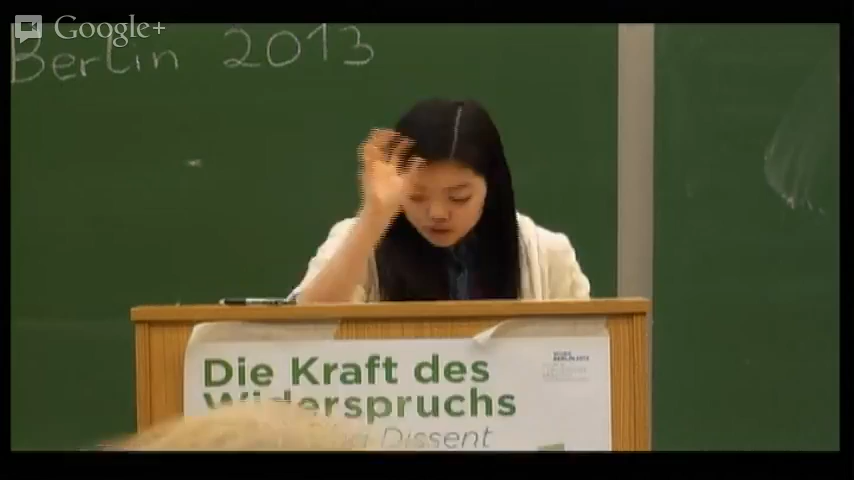 Google+
Berlin 2013
Die Kraft des
Widerspruchs
Dissent